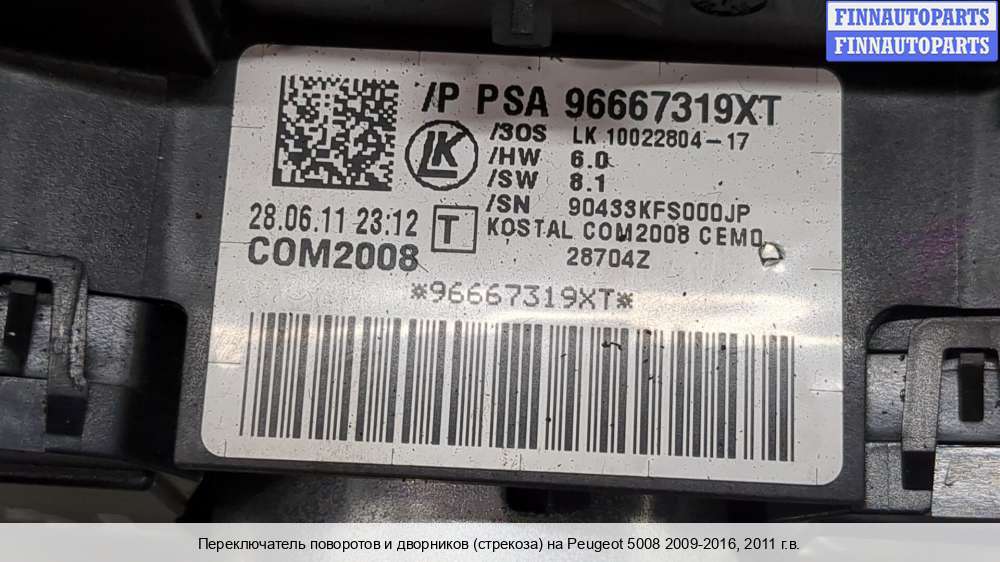 FINNAUTOPARTS
FINNAUTOPARTS
/P PSA 96667319XT
/3OS LK 10022804-17
/HW 6.0
/SW 8.1
/SN 90433KFS000JP
LK
28.06.11 23:12 T KOSTAL COM2008 CEMO
COM2008 28704Z
*96667319XT*
Переключатель поворотов и дворников (стрекоза) на Peugeot 5008 2009-2016, 2011 г.в.